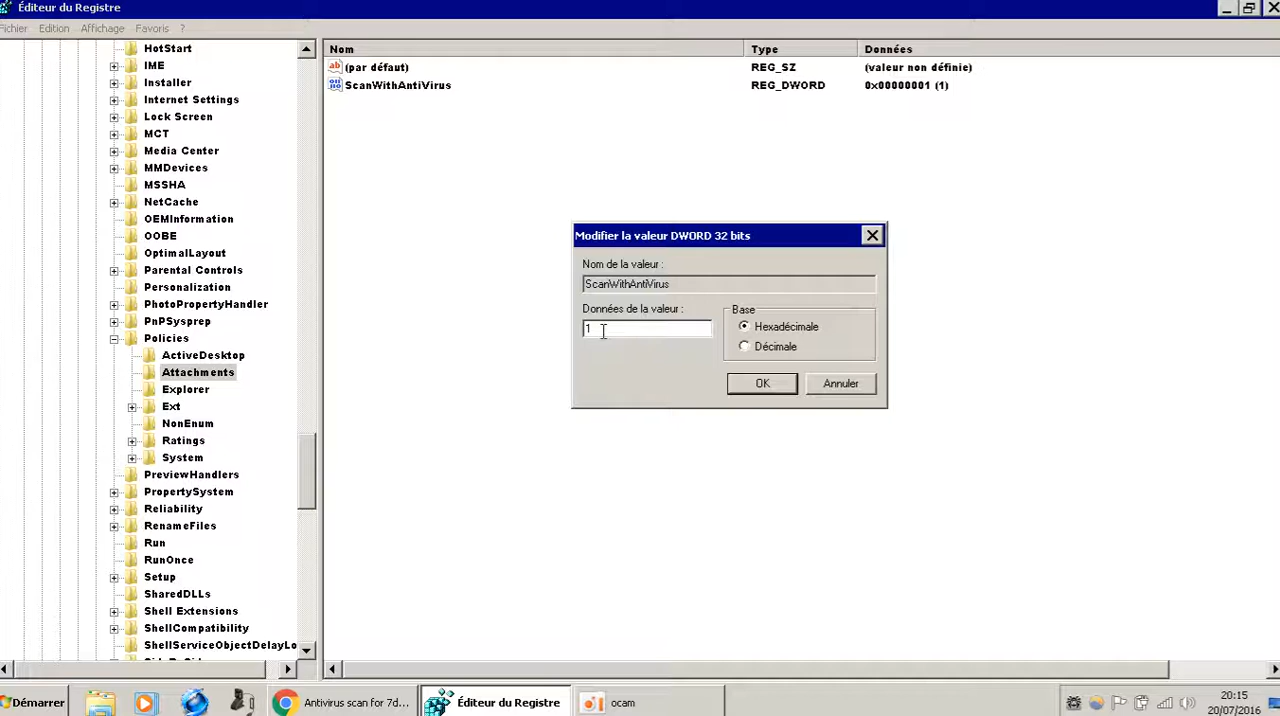 Éditeur du Registre
Fichier Edition Affichage Favoris ?
HotStart
IME
Installer
Internet Settings
Lock Screen
MCT
Media Center
MMDevices
MSSHA
NetCache
OEMInformation
OOBE
OptimalLayout
Parental Controls
Personalization
PhotoPropertyHandler
PnPSysprep
Policies
ActiveDesktop
Attachments
Explorer
Ext
NonEnum
Ratings
System
PreviewHandlers
PropertySystem
Reliability
RenameFiles
Run
RunOnce
Setup
SharedDLLs
Shell Extensions
ShellCompatibility
ShellServiceObjectDelayLo
Nom Type Données
(par défaut) REG_SZ (valeur non définie)
ScanWithAntiVirus REG_DWORD 0x00000001 (1)
Modifier la valeur DWORD 32 bits
Nom de la valeur :
ScanWithAntiVirus
Données de la valeur :
1
Base
Hexadécimale
Décimale
OK Annuler
Démarrer
Antivirus scan for 7d...
Éditeur du Registre
ocam
20:15
20/07/2016